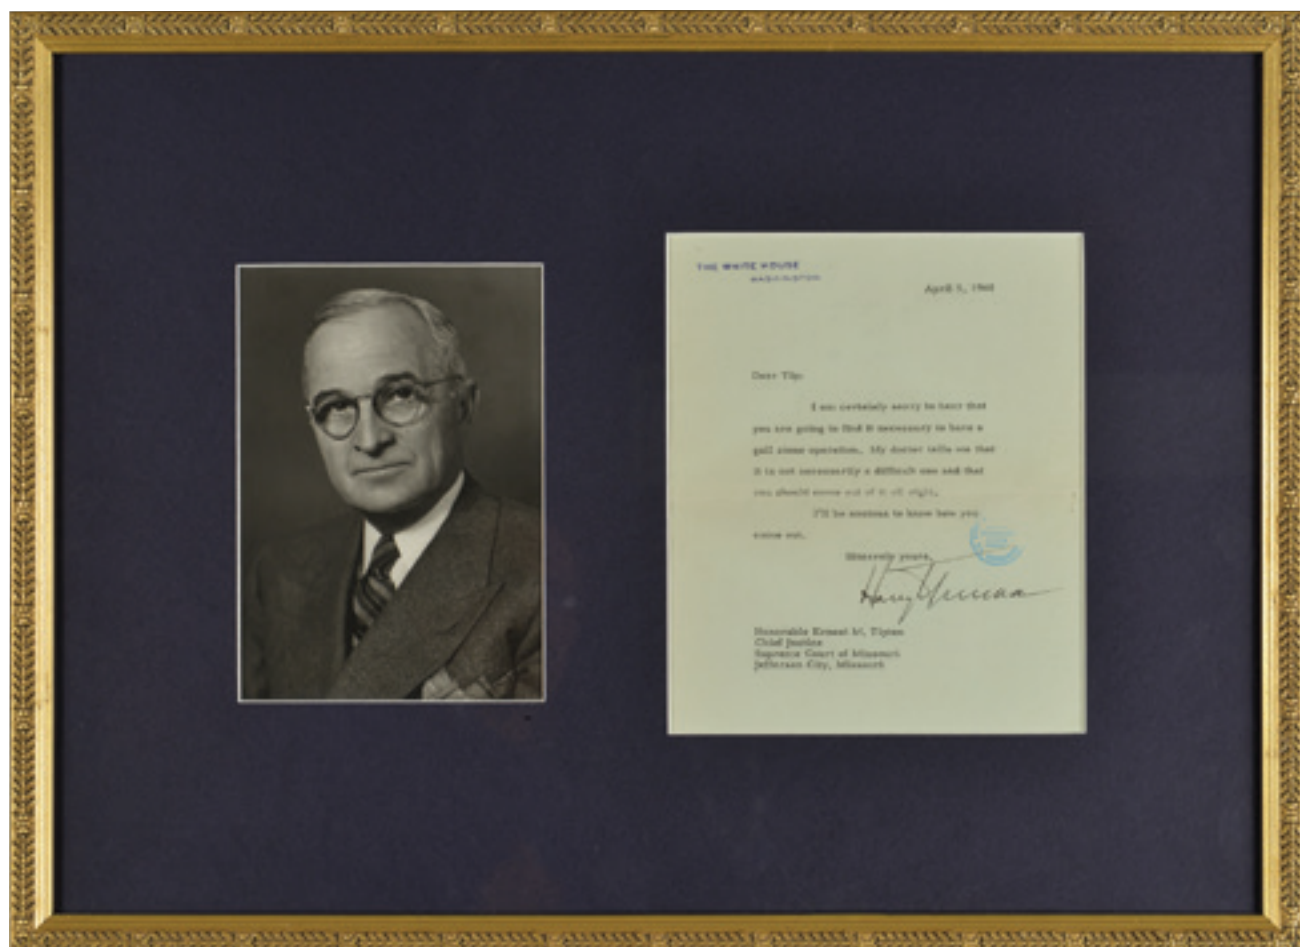 THE WHITE HOUSE
WASHINGTON
April
Dear Tip:
I am certainly sorry to hear that
you are going to find it necessary to have a
gall stone operation. My doctor tells me that
it is not necessarily a difficult one and that
you should come out of it all right.
I'll be anxious to know how you
come out.
Sincerely yours,
Harry Truman
Honorable Ernest M. Tipton
Chief Justice
Supreme Court of Missouri
Jefferson City, Missouri